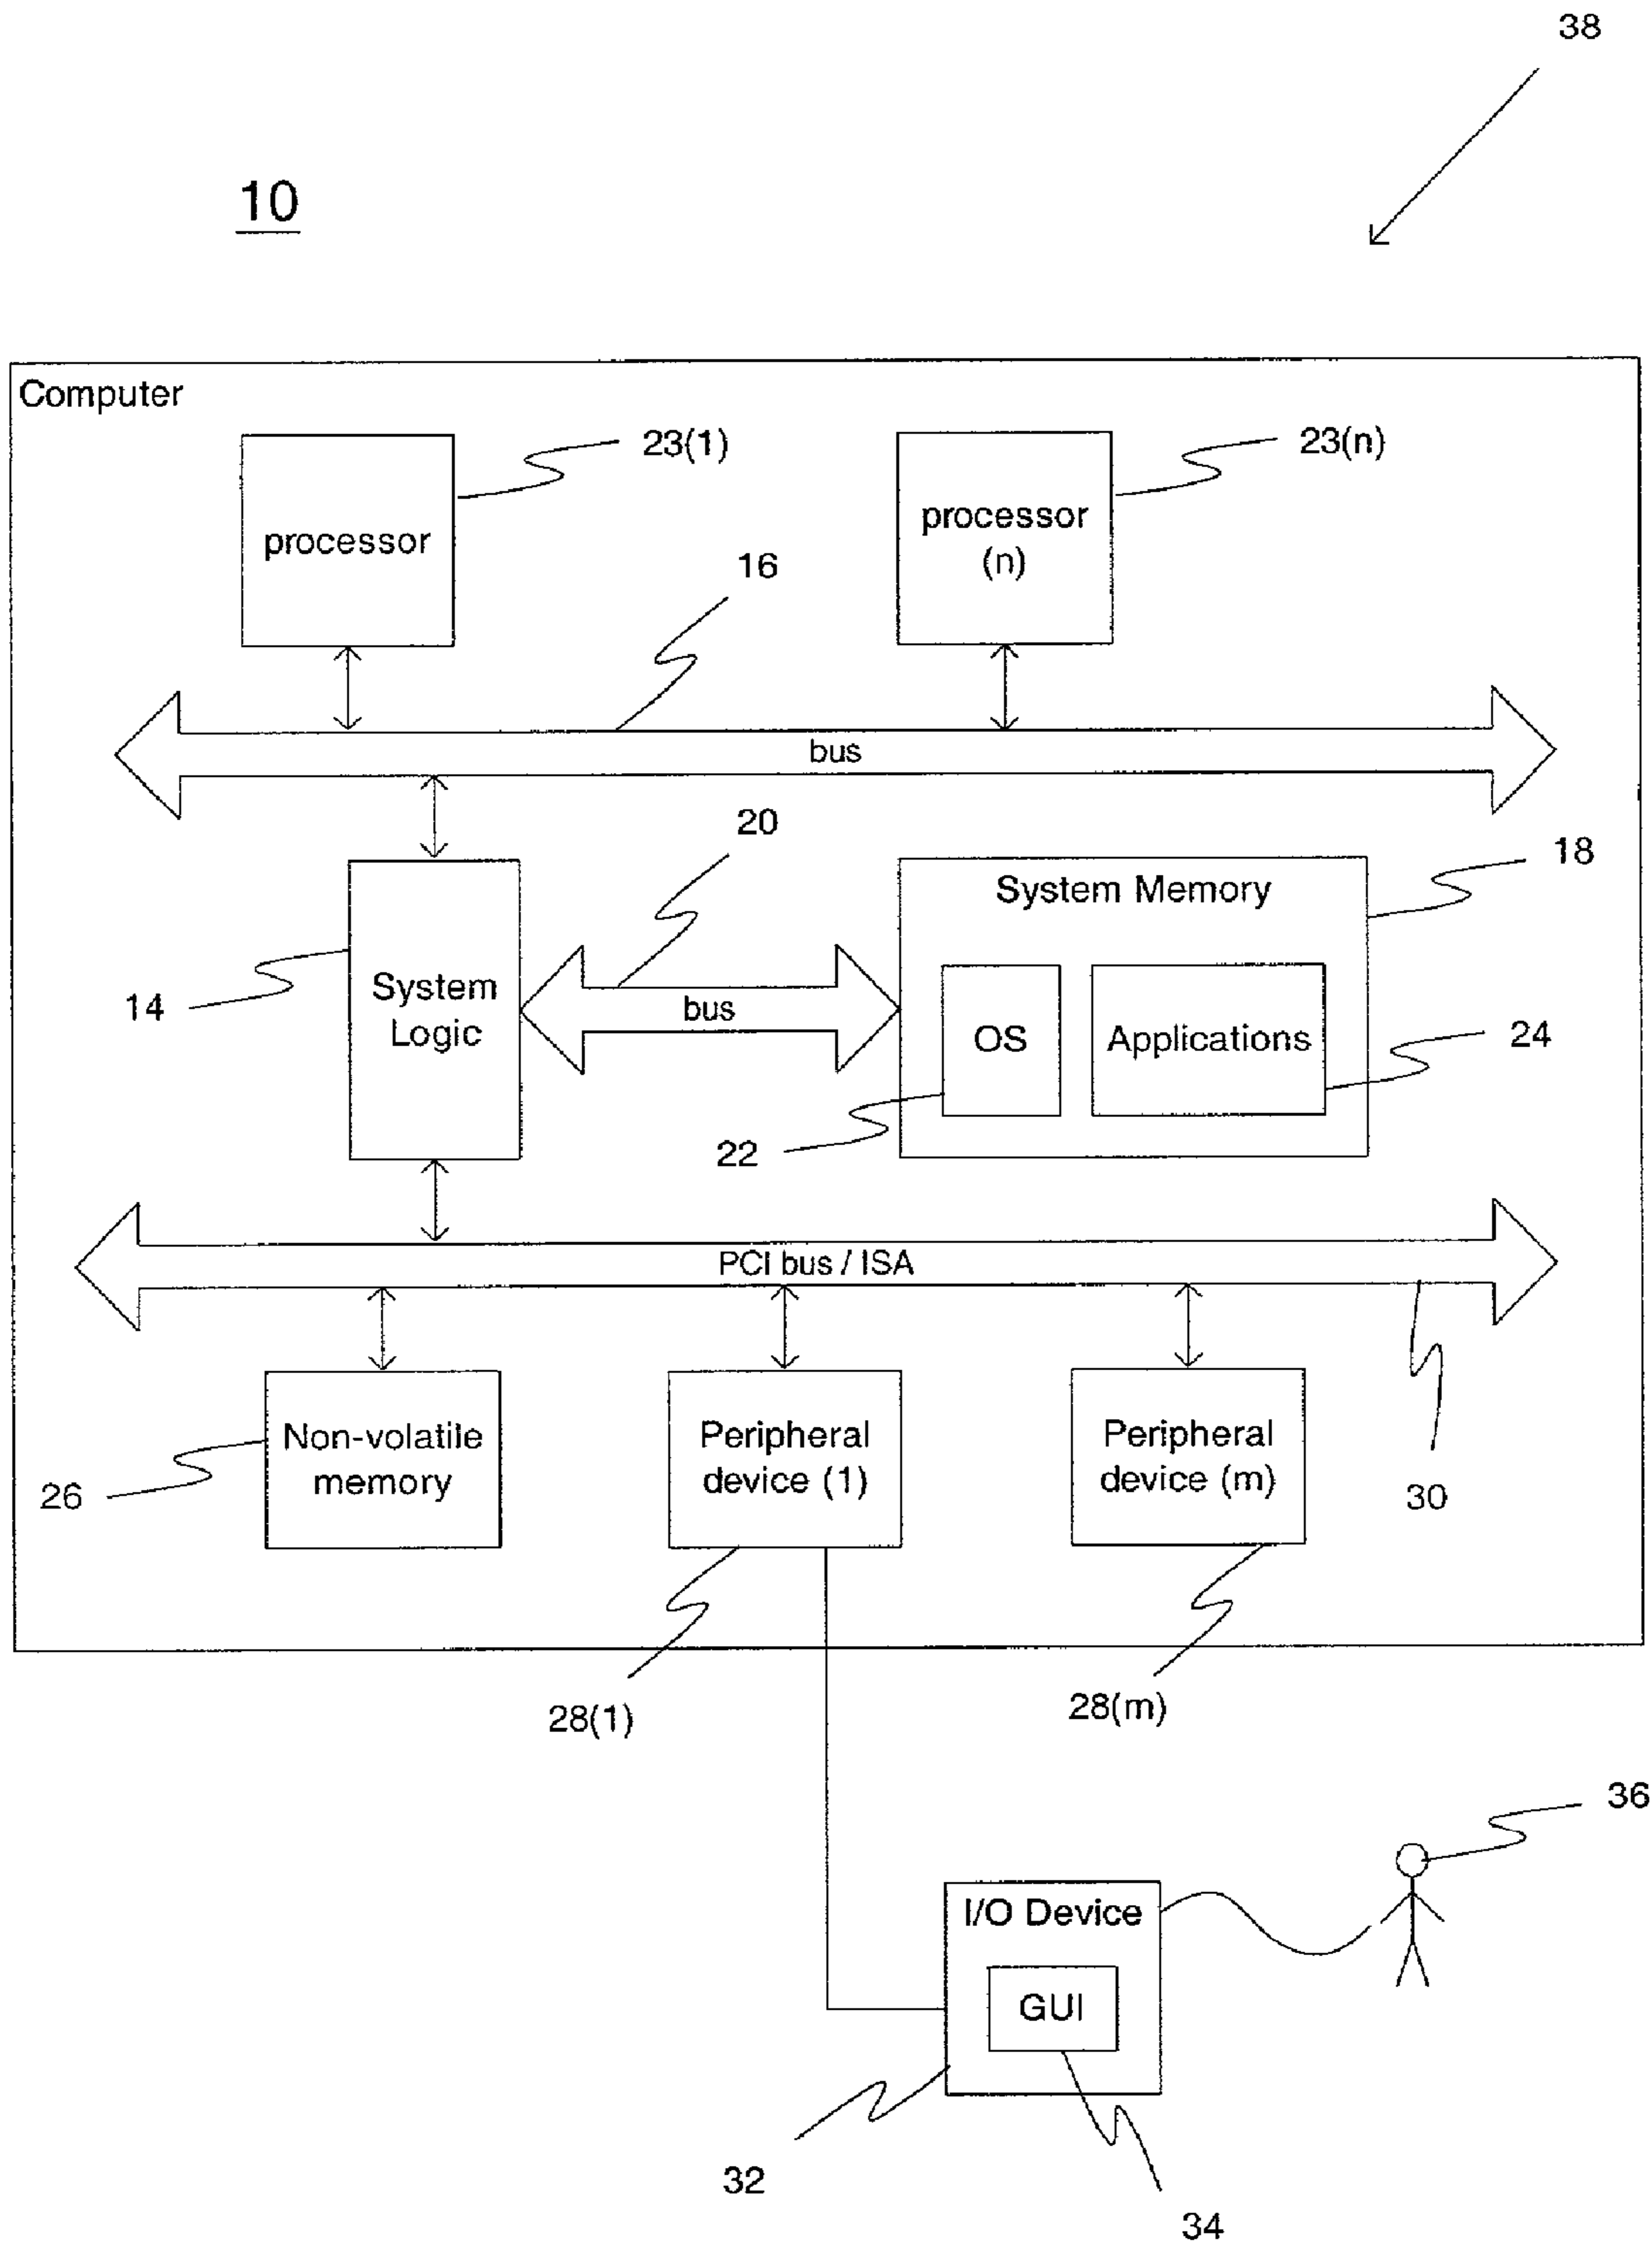 38
10
Computer
23(1)
23(n)
processor
processor
(n)
16
bus
20
18
System Memory
System
Logic
14
bus
OS
Applications
24
22
PCI bus / ISA
Non-volatile
memory
Peripheral
device (1)
Peripheral
device (m)
26
30
28(1)
28(m)
36
I/O Device
GUI
32
34